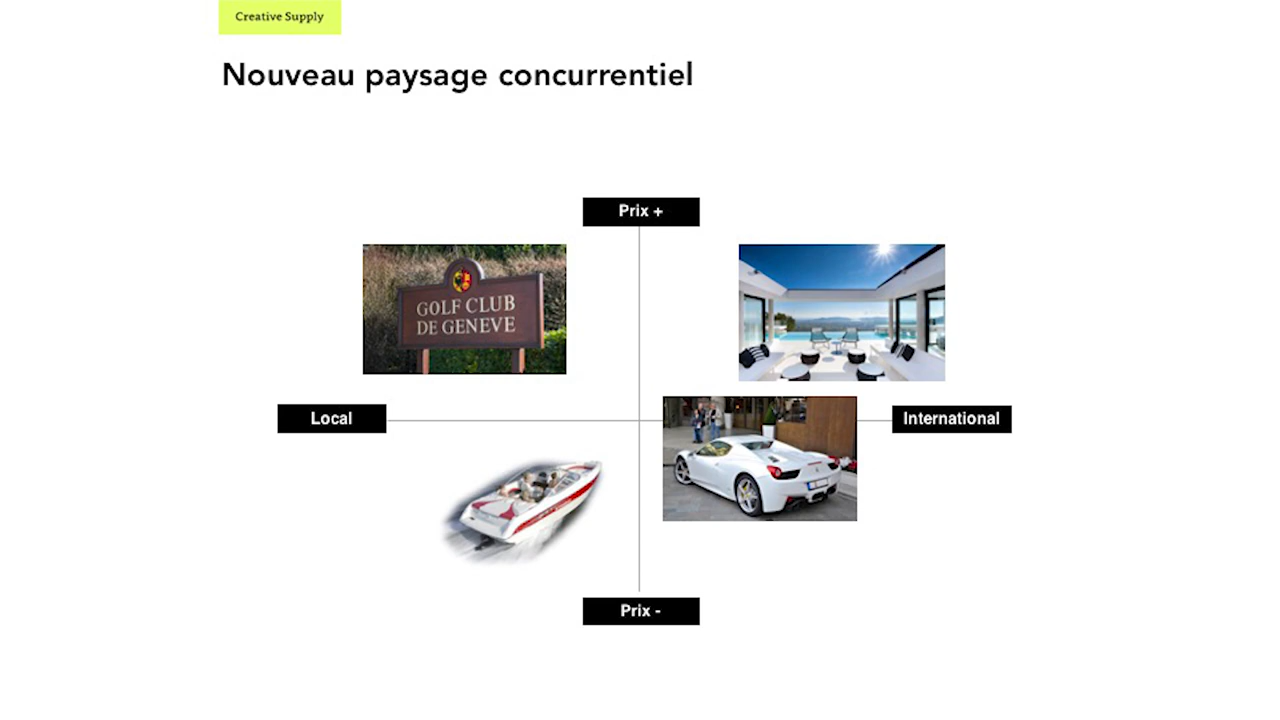 Creative Supply
Nouveau paysage concurrentiel
Prix +
GOLF CLUB
DE GENEVE
Local
International
Prix -